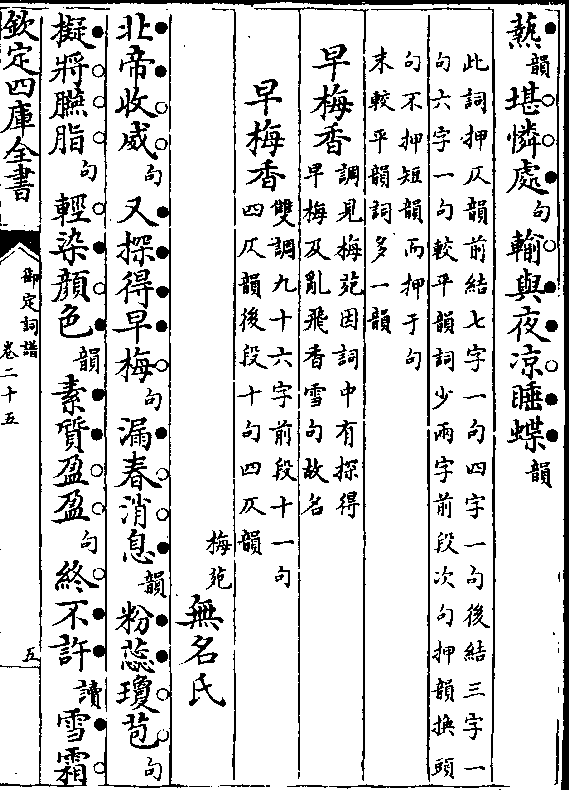 爇韻堪憐處句輸與夜凉睡蝶韻
此詞押仄韻前結七字一句四字一句後結三字一
句六字一句較平韻詞少兩字前段次句押韻換頭
句不押短韻而押于句
末較平韻詞多一韻
早梅香調見梅苑因詞中有探得
早梅及亂飛香雪句故名
早梅香雙調九十六字前段十一句
四仄韻後段十句四仄韻
梅苑無名氏
北帝收威句又探得早梅句漏春消息韻粉蕊瓊苞句
擬將臙脂句輕染顔色韻素質盈盈句終不許讀雪霜
欽定四庫全書
御定詞譜
卷二十五
五